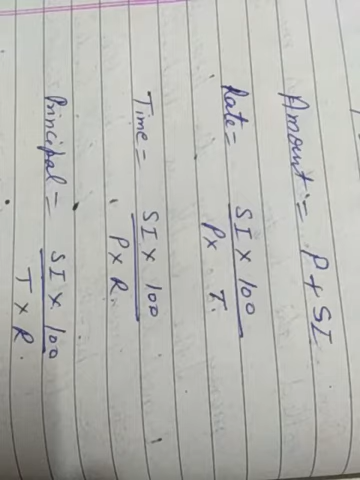 Amount:- P + SI
Rate = SI x 100
P x T.
Time = SI x 100
P x R.
Principal = SI x 100
T x R.